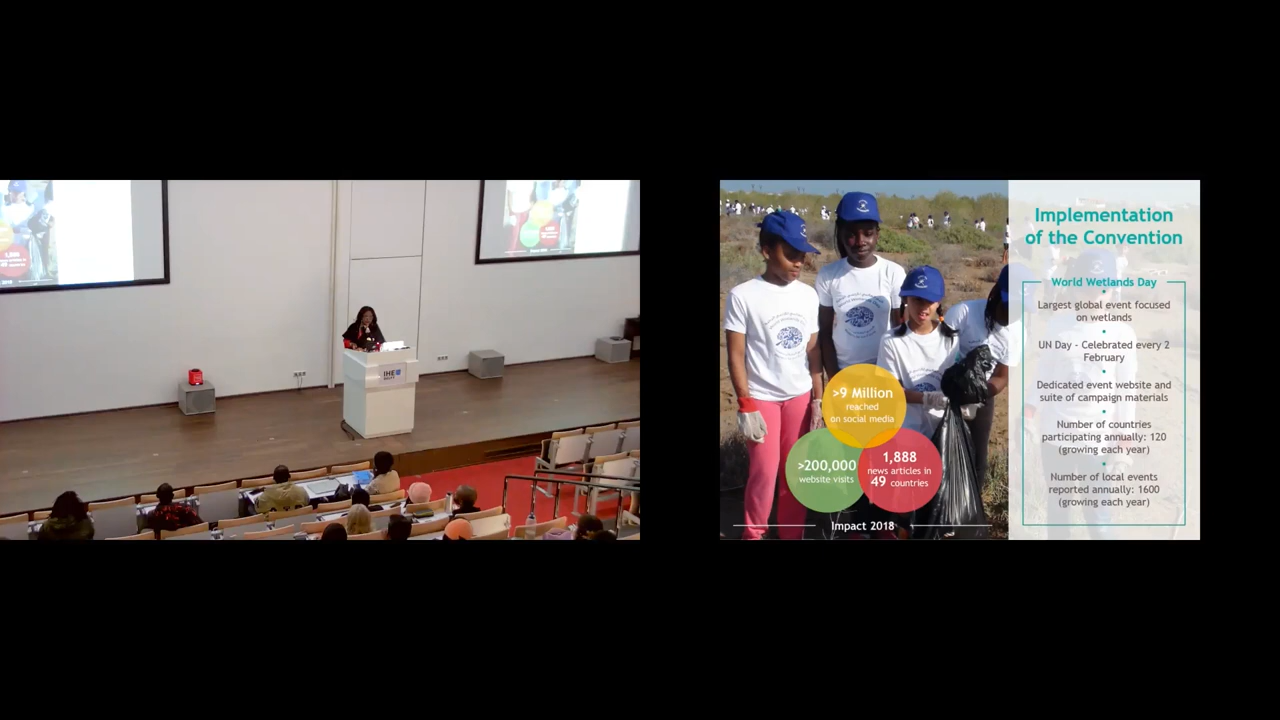 IHE
Implementation
of the Convention
World Wetlands Day
Largest global event focused
on wetlands
UN Day - Celebrated every 2
February
Dedicated event website and
suite of campaign materials
Number of countries
participating annually: 120
(growing each year)
Number of local events
reported annually: 1600
(growing each year)
>9 Million
reached
on social media
>200,000
website visits
1,888
news articles in
49 countries
Impact 2018